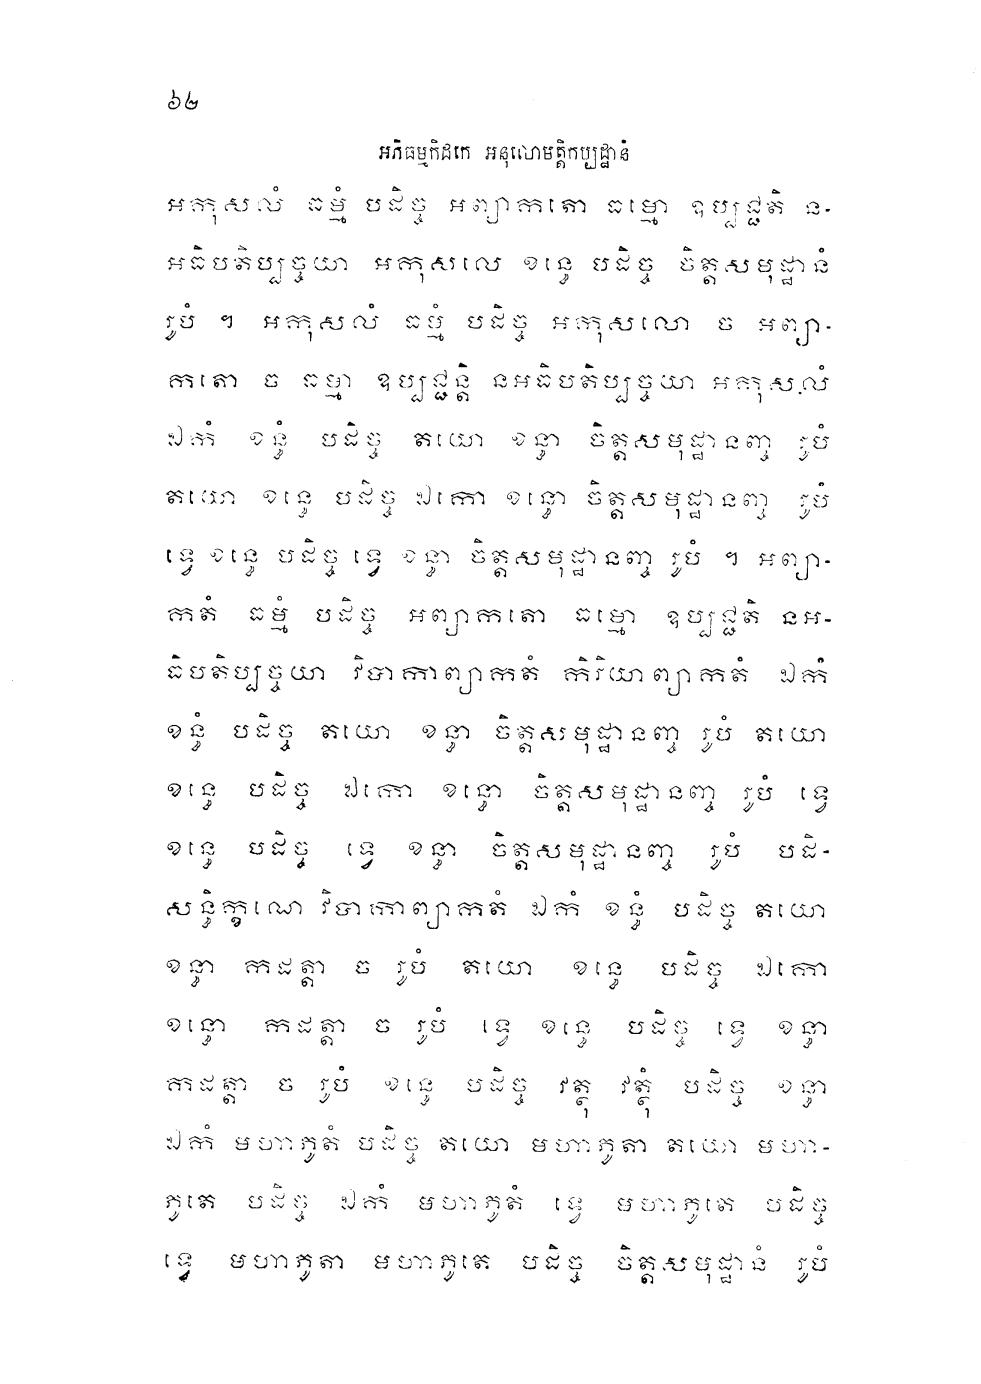 ៦២
អភិធម្មបិដកេ អនុលោមត្តិកប្បដ្ឋានំ
អកុសលំ ធម្មំ បដិច្ច អព្យាកតោ ធម្មោ ឧប្បជ្ជតិ ន-
អធិបតិប្បច្ចយា អកុសលេ ខន្ធេ បដិច្ច ចិត្តសមុដ្ឋានំ
រូបំ ។ អកុសលំ ធម្មំ បដិច្ច អកុសលោ ច អព្យា-
កតោ ច ធម្មា ឧប្បជ្ជន្តិ នអធិបតិប្បច្ចយា អកុសលំ
ឯកំ ខន្ធំ បដិច្ច តយោ ខន្ធា ចិត្តសមុដ្ឋានញ្ច រូបំ
តយោ ខន្ធេ បដិច្ច ឯកោ ខន្ធោ ចិត្តសមុដ្ឋានញ្ច រូបំ
ទ្វេ ខន្ធេ បដិច្ច ទ្វេ ខន្ធា ចិត្តសមុដ្ឋានញ្ច រូបំ ។ អព្យា-
កតំ ធម្មំ បដិច្ច អព្យាកតោ ធម្មោ ឧប្បជ្ជតិ នអ-
ធិបតិប្បច្ចយា វិបាកាព្យាកតំ កិរិយាព្យាកតំ ឯកំ
ខន្ធំ បដិច្ច តយោ ខន្ធា ចិត្តសមុដ្ឋានញ្ច រូបំ តយោ
ខន្ធេ បដិច្ច ឯកោ ខន្ធោ ចិត្តសមុដ្ឋានញ្ច រូបំ ទ្វេ
ខន្ធេ បដិច្ច ទ្វេ ខន្ធា ចិត្តសមុដ្ឋានញ្ច រូបំ បដិ-
សន្ធិក្ខណេ វិបាកាព្យាកតំ ឯកំ ខន្ធំ បដិច្ច តយោ
ខន្ធា កដត្តា ច រូបំ តយោ ខន្ធេ បដិច្ច ឯកោ
ខន្ធោ កដត្តា ច រូបំ ទ្វេ ខន្ធេ បដិច្ច ទ្វេ ខន្ធា
កដត្តា ច រូបំ ខន្ធេ បដិច្ច វត្ថុ វត្ថុំ បដិច្ច ខន្ធា
ឯកំ មហាភូតំ បដិច្ច តយោ មហាភូតា តយោ មហា-
ភូតេ បដិច្ច ឯកំ មហាភូតំ ទ្វេ មហាភូតេ បដិច្ច
ទ្វេ មហាភូតា មហាភូតេ បដិច្ច ចិត្តសមុដ្ឋានំ រូបំ